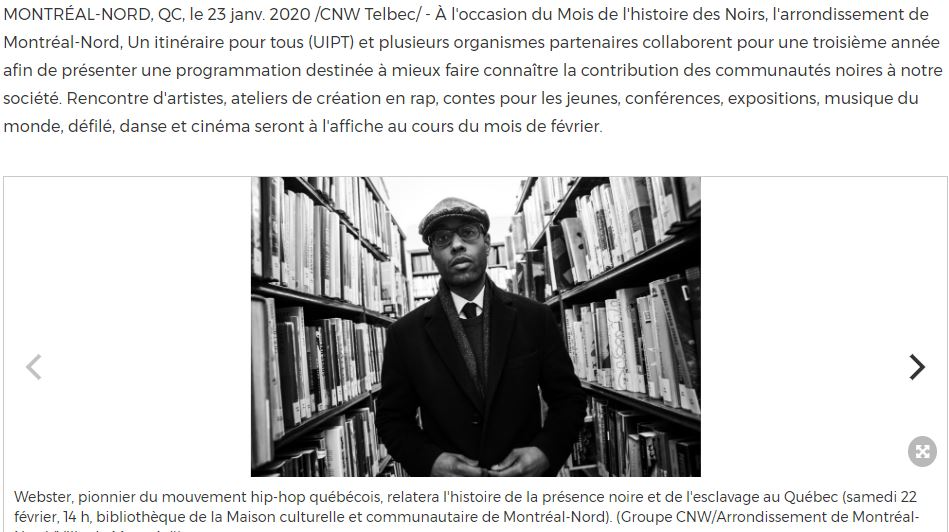 MONTRÉAL-NORD, QC, le 23 janv. 2020 /CNW Telbec/ - À l'occasion du Mois de l'histoire des Noirs, l'arrondissement de
Montréal-Nord, Un itinéraire pour tous (UIPT) et plusieurs organismes partenaires collaborent pour une troisième année
afin de présenter une programmation destinée à mieux faire connaître la contribution des communautés noires à notre
société. Rencontre d'artistes, ateliers de création en rap, contes pour les jeunes, conférences, expositions, musique du
monde, défilé, danse et cinéma seront à l'affiche au cours du mois de février.
Webster, pionnier du mouvement hip-hop québécois, relatera l'histoire de la présence noire et de l'esclavage au Québec (samedi 22
février, 14 h, bibliothèque de la Maison culturelle et communautaire de Montréal-Nord). (Groupe CNW/Arrondissement de Montréal-